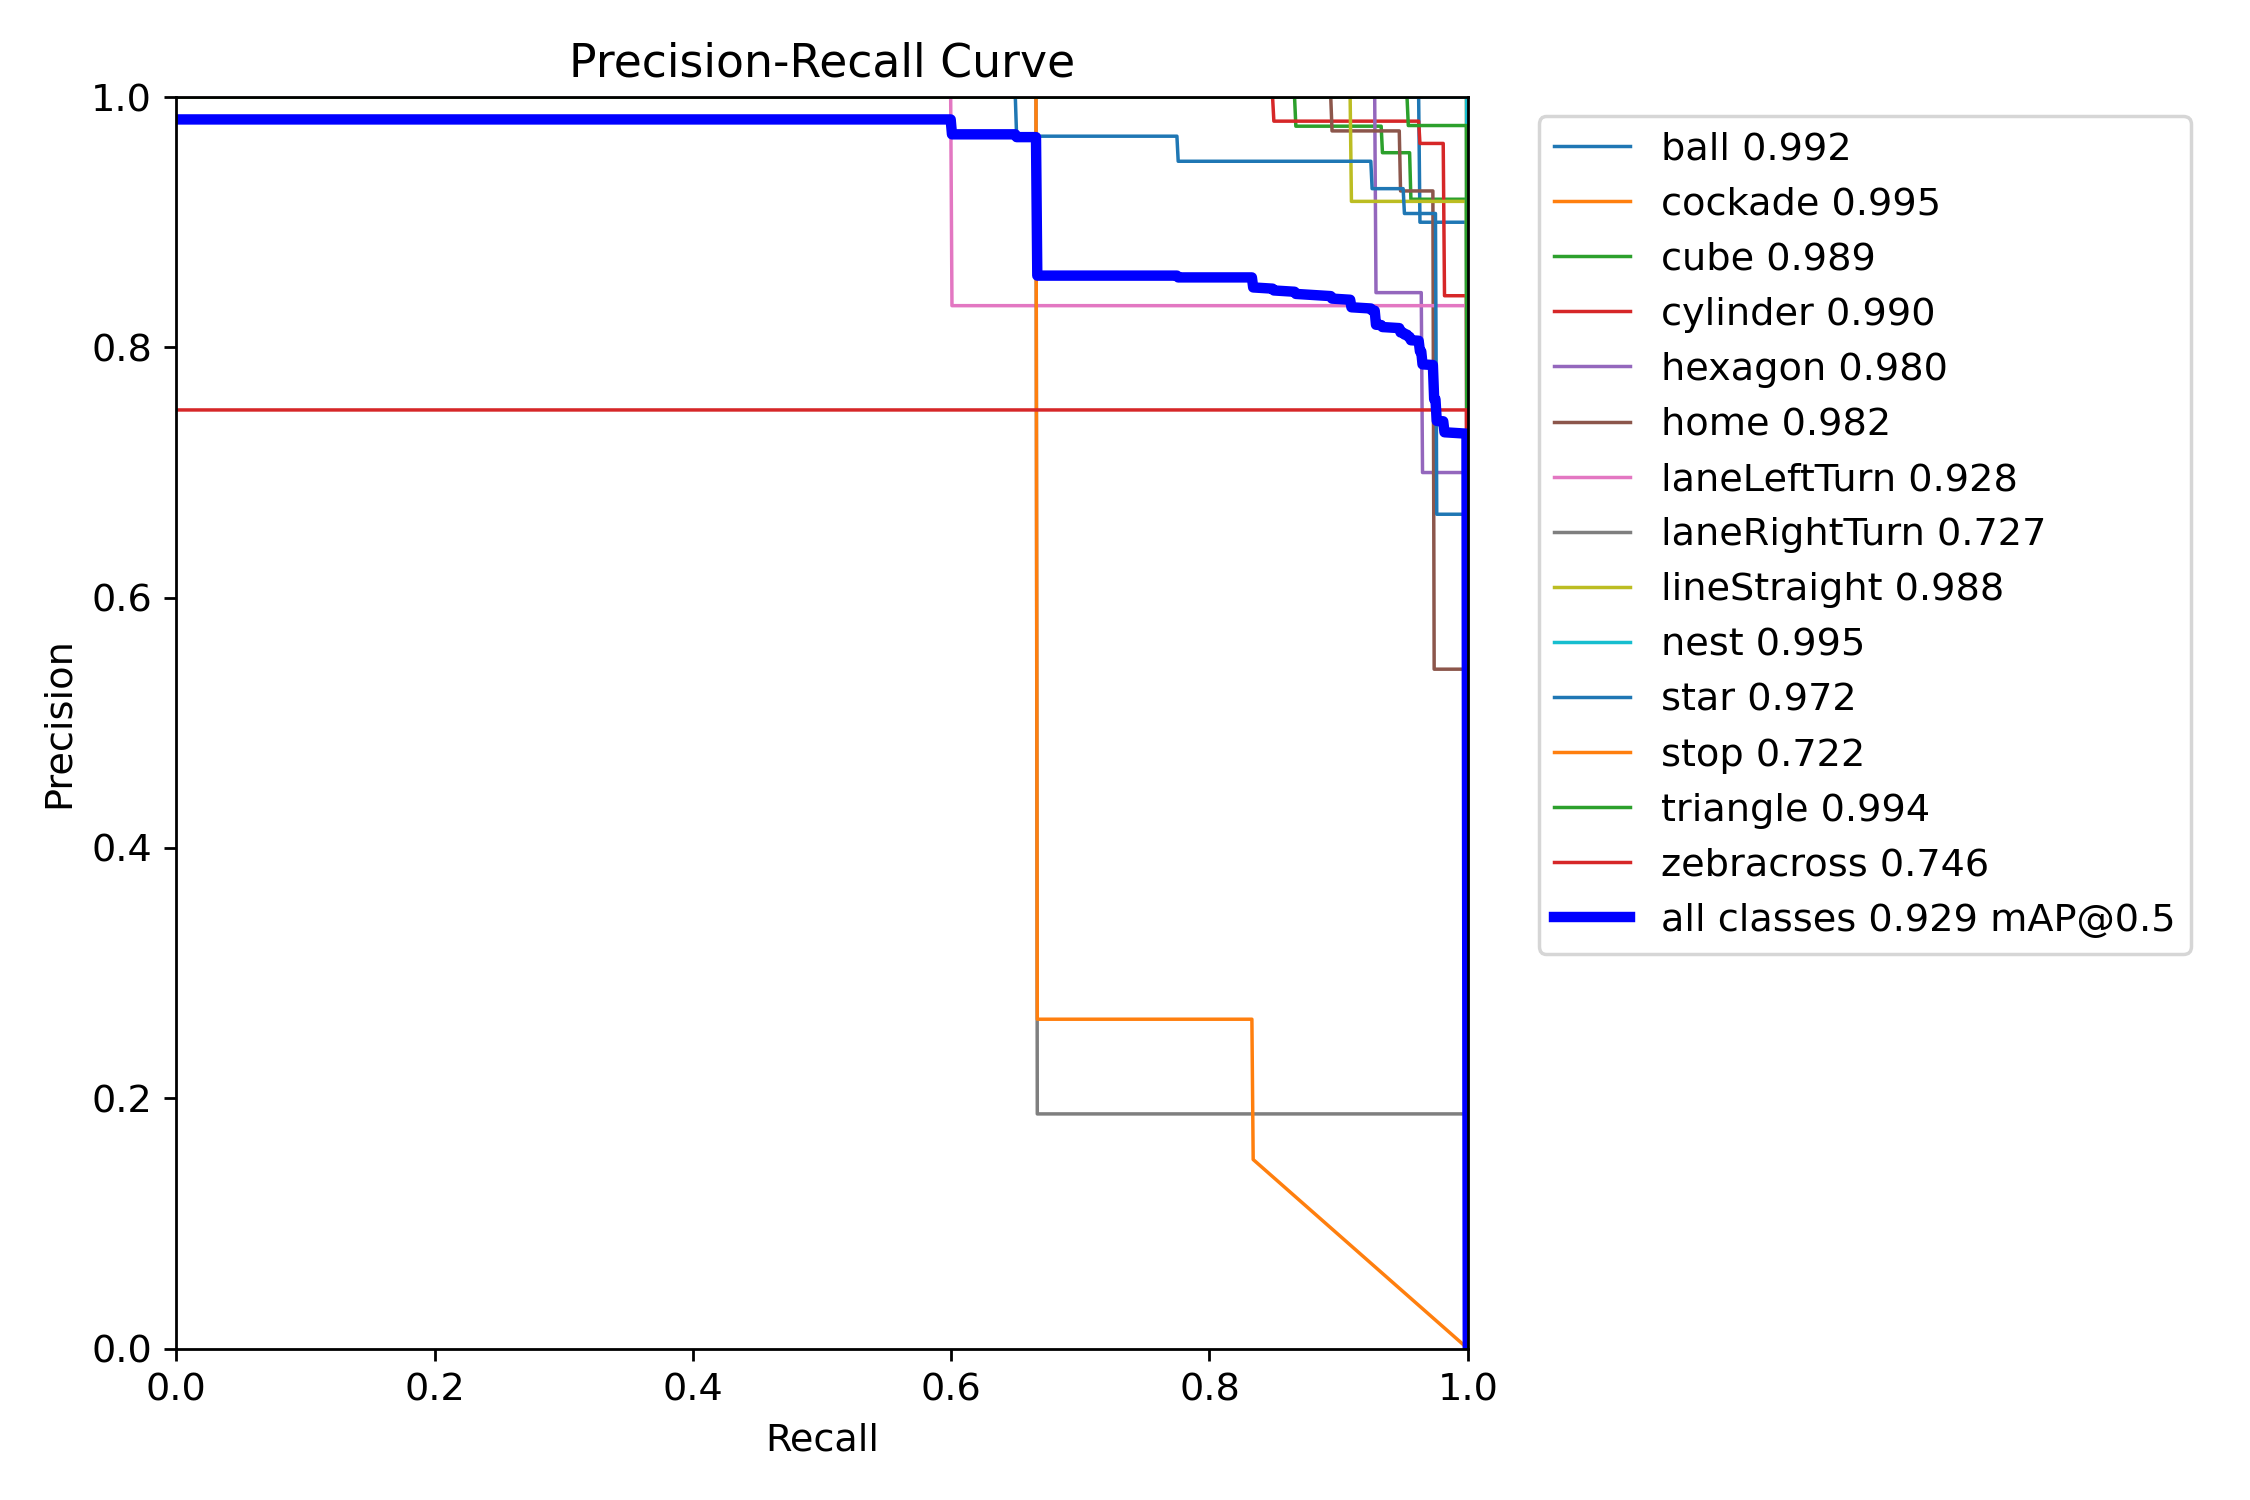 Precision-Recall Curve
1.0
0.8
0.6
0.4
0.2
0.0
Precision
0.0 0.2 0.4 0.6 0.8 1.0
Recall
ball 0.992
cockade 0.995
cube 0.989
cylinder 0.990
hexagon 0.980
home 0.982
laneLeftTurn 0.928
laneRightTurn 0.727
lineStraight 0.988
nest 0.995
star 0.972
stop 0.722
triangle 0.994
zebracross 0.746
all classes 0.929 mAP@0.5